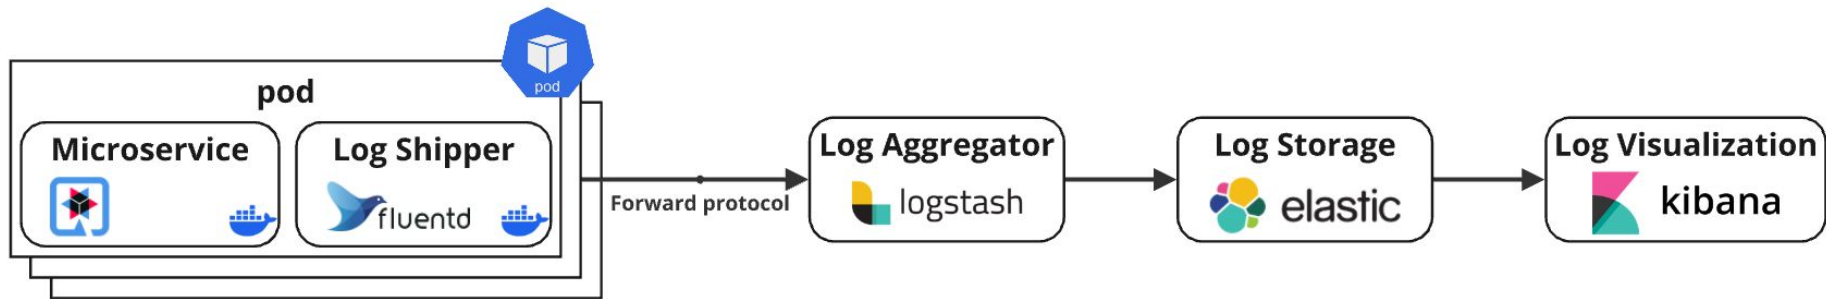 pod
pod
Microservice
Log Shipper
fluentd
Forward protocol
Log Aggregator
logstash
Log Storage
elastic
Log Visualization
kibana